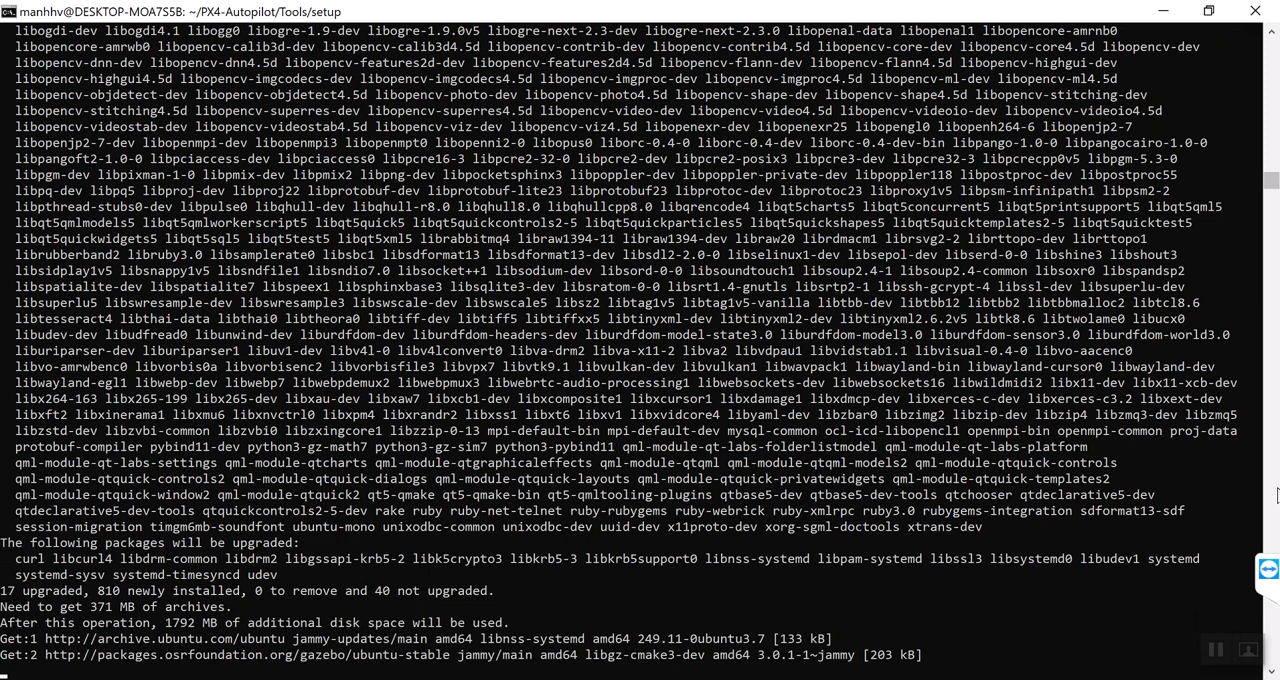 manhhv@DESKTOP-MOA7S5B: ~/PX4-Autopilot/Tools/setup
libogdi-dev libogdi4.1 libogg0 libogre-1.9-dev libogre-1.9.0v5 libogre-next-2.3-dev libogre-next-2.3.0 libopenal-data libopenal1 libopencore-amrnb0
libopencore-amrwb0 libopencv-calib3d-dev libopencv-calib3d4.5d libopencv-contrib-dev libopencv-contrib4.5d libopencv-core-dev libopencv-core4.5d libopencv-dev
libopencv-dnn-dev libopencv-dnn4.5d libopencv-features2d-dev libopencv-features2d4.5d libopencv-flann-dev libopencv-flann4.5d libopencv-highgui-dev
libopencv-highgui4.5d libopencv-imgcodecs-dev libopencv-imgcodecs4.5d libopencv-imgproc-dev libopencv-imgproc4.5d libopencv-ml-dev libopencv-ml4.5d
libopencv-objdetect-dev libopencv-objdetect4.5d libopencv-photo-dev libopencv-photo4.5d libopencv-shape-dev libopencv-shape4.5d libopencv-stitching-dev
libopencv-stitching4.5d libopencv-superres-dev libopencv-superres4.5d libopencv-video-dev libopencv-video4.5d libopencv-videoio-dev libopencv-videoio4.5d
libopencv-videostab-dev libopencv-videostab4.5d libopencv-viz-dev libopencv-viz4.5d libopenexr-dev libopenexr25 libopengl0 libopenh264-6 libopenjp2-7
libopenjp2-7-dev libopenmpi-dev libopenmpi3 libopenmpt0 libopenni2-0 libopus0 liborc-0.4-0 liborc-0.4-dev liborc-0.4-dev-bin libpango-1.0-0 libpangocairo-1.0-0
libpangoft2-1.0-0 libpciaccess-dev libpciaccess0 libpcre16-3 libpcre2-32-0 libpcre2-dev libpcre2-posix3 libpcre3-dev libpcre32-3 libpcrecpp0v5 libpgm-5.3-0
libpgm-dev libpixman-1-0 libpmix-dev libpmix2 libpng-dev libpocketsphinx3 libpoppler-dev libpoppler-private-dev libpoppler118 libpostproc-dev libpostproc55
libpq-dev libpq5 libproj-dev libproj22 libprotobuf-dev libprotobuf-lite23 libprotobuf23 libprotoc-dev libprotoc23 libproxy1v5 libpsm-infinipath1 libpsm2-2
libpthread-stubs0-dev libpulse0 libqhull-dev libqhull-r8.0 libqhull8.0 libqhullcpp8.0 libqrencode4 libqt5charts5 libqt5concurrent5 libqt5printsupport5 libqt5qml5
libqt5qmlmodels5 libqt5qmlworkerscript5 libqt5quick5 libqt5quickcontrols2-5 libqt5quickparticles5 libqt5quickshapes5 libqt5quicktemplates2-5 libqt5quicktest5
libqt5quickwidgets5 libqt5sql5 libqt5test5 libqt5xml5 librabbitmq4 libraw1394-11 libraw1394-dev libraw20 librdmacm1 librsvg2-2 librttopo-dev librttopo1
librubberband2 libruby3.0 libsamplerate0 libsbc1 libsdformat13 libsdformat13-dev libsdl2-2.0-0 libselinux1-dev libsepol-dev libserd-0-0 libshine3 libshout3
libsidplay1v5 libsnappy1v5 libsndfile1 libsndio7.0 libsocket++1 libsodium-dev libsord-0-0 libsoundtouch1 libsoup2.4-1 libsoup2.4-common libsoxr0 libspandsp2
libspatialite-dev libspatialite7 libspeex1 libsphinxbase3 libsqlite3-dev libsratom-0-0 libsrt1.4-gnutls libsrtp2-1 libssh-gcrypt-4 libssl-dev libsuperlu-dev
libsuperlu5 libswresample-dev libswresample3 libswscale-dev libswscale5 libsz2 libtag1v5 libtag1v5-vanilla libtbb-dev libtbb12 libtbb2 libtbbmalloc2 libtcl8.6
libtesseract4 libthai-data libthai0 libtheora0 libtiff-dev libtiff5 libtiffxx5 libtinyxml-dev libtinyxml2-dev libtinyxml2.6.2v5 libtk8.6 libtwolame0 libucx0
libudev-dev libudfread0 libunwind-dev liburdfdom-dev liburdfdom-headers-dev liburdfdom-model-state3.0 liburdfdom-model3.0 liburdfdom-sensor3.0 liburdfdom-world3.0
liburiparser-dev liburiparser1 libuv1-dev libv4l-0 libv4lconvert0 libva-drm2 libva-x11-2 libva2 libvdpau1 libvidstab1.1 libvisual-0.4-0 libvo-aacenc0
libvo-amrwbenc0 libvorbis0a libvorbisenc2 libvorbisfile3 libvpx7 libvtk9.1 libvulkan-dev libvulkan1 libwavpack1 libwayland-bin libwayland-cursor0 libwayland-dev
libwayland-egl1 libwebp-dev libwebp7 libwebpdemux2 libwebpmux3 libwebrtc-audio-processing1 libwebsockets-dev libwebsockets16 libwildmidi2 libx11-dev libx11-xcb-dev
libx264-163 libx265-199 libx265-dev libxau-dev libxaw7 libxcb1-dev libxcomposite1 libxcursor1 libxdamage1 libxdmcp-dev libxerces-c-dev libxerces-c3.2 libxext-dev
libxft2 libxinerama1 libxmu6 libxnvctrl0 libxpm4 libxrandr2 libxss1 libxt6 libxv1 libxvidcore4 libyaml-dev libzbar0 libzimg2 libzip-dev libzip4 libzmq3-dev libzmq5
libzstd-dev libzvbi-common libzvbi0 libzxingcore1 libzzip-0-13 mpi-default-bin mpi-default-dev mysql-common ocl-icd-libopencl1 openmpi-bin openmpi-common proj-data
protobuf-compiler pybind11-dev python3-gz-math7 python3-gz-sim7 python3-pybind11 qml-module-qt-labs-folderlistmodel qml-module-qt-labs-platform
qml-module-qt-labs-settings qml-module-qtcharts qml-module-qtgraphicaleffects qml-module-qtqml qml-module-qtqml-models2 qml-module-qtquick-controls
qml-module-qtquick-controls2 qml-module-qtquick-dialogs qml-module-qtquick-layouts qml-module-qtquick-privatewidgets qml-module-qtquick-templates2
qml-module-qtquick-window2 qml-module-qtquick2 qt5-qmake qt5-qmake-bin qt5-qmltooling-plugins qtbase5-dev qtbase5-dev-tools qtchooser qtdeclarative5-dev
qtdeclarative5-dev-tools qtquickcontrols2-5-dev rake ruby ruby-net-telnet ruby-rubygems ruby-webrick ruby-xmlrpc ruby3.0 rubygems-integration sdformat13-sdf
session-migration timgm6mb-soundfont ubuntu-mono unixodbc-common unixodbc-dev uuid-dev x11proto-dev xorg-sgml-doctools xtrans-dev
The following packages will be upgraded:
curl libcurl4 libdrm-common libdrm2 libgssapi-krb5-2 libk5crypto3 libkrb5-3 libkrb5support0 libnss-systemd libpam-systemd libssl3 libsystemd0 libudev1 systemd
systemd-sysv systemd-timesyncd udev
17 upgraded, 810 newly installed, 0 to remove and 40 not upgraded.
Need to get 371 MB of archives.
After this operation, 1792 MB of additional disk space will be used.
Get:1 http://archive.ubuntu.com/ubuntu jammy-updates/main amd64 libnss-systemd amd64 249.11-0ubuntu3.7 [133 kB]
Get:2 http://packages.osrfoundation.org/gazebo/ubuntu-stable jammy/main amd64 libgz-cmake3-dev amd64 3.0.1-1~jammy [203 kB]